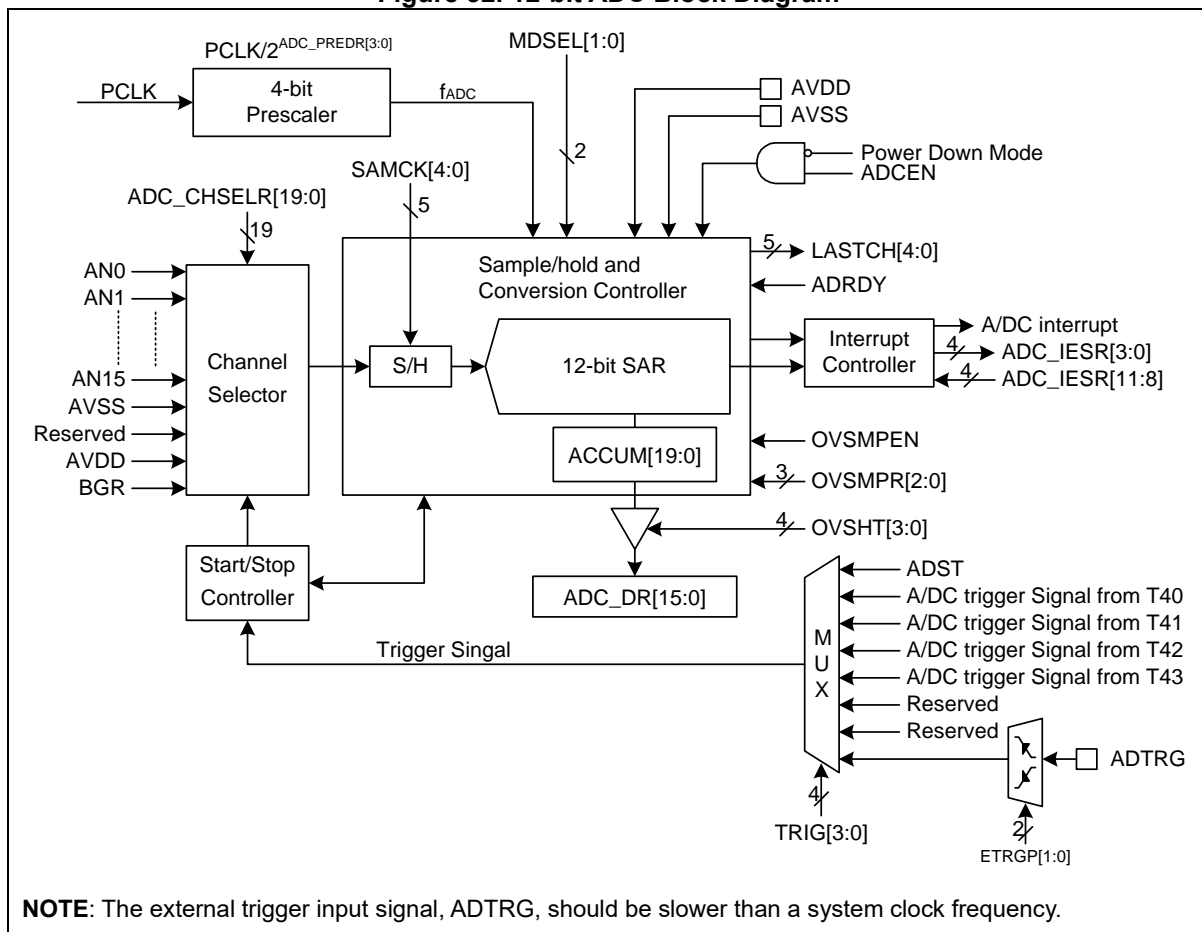 Figure 62. 12-bit ADC Block Diagram
PCLK/2^ADC_PREDR[3:0]
MDSEL[1:0]
PCLK
4-bit
Prescaler
fADC
AVDD
AVSS
2
Power Down Mode
ADCEN
SAMCK[4:0]
5
ADC_CHSELR[19:0]
19
AN0
AN1
AN15
AVSS
Reserved
AVDD
BGR
Channel
Selector
Sample/hold and
Conversion Controller
S/H
12-bit SAR
ACCUM[19:0]
5
LASTCH[4:0]
ADRDY
Interrupt
Controller
A/DC interrupt
4
ADC_IESR[3:0]
4
ADC_IESR[11:8]
OVSMPEN
3
OVSMPR[2:0]
4
OVSHT[3:0]
Start/Stop
Controller
ADC_DR[15:0]
Trigger Singal
MUX
ADST
A/DC trigger Signal from T40
A/DC trigger Signal from T41
A/DC trigger Signal from T42
A/DC trigger Signal from T43
Reserved
Reserved
ADTRG
4
TRIG[3:0]
2
ETRGP[1:0]
NOTE: The external trigger input signal, ADTRG, should be slower than a system clock frequency.